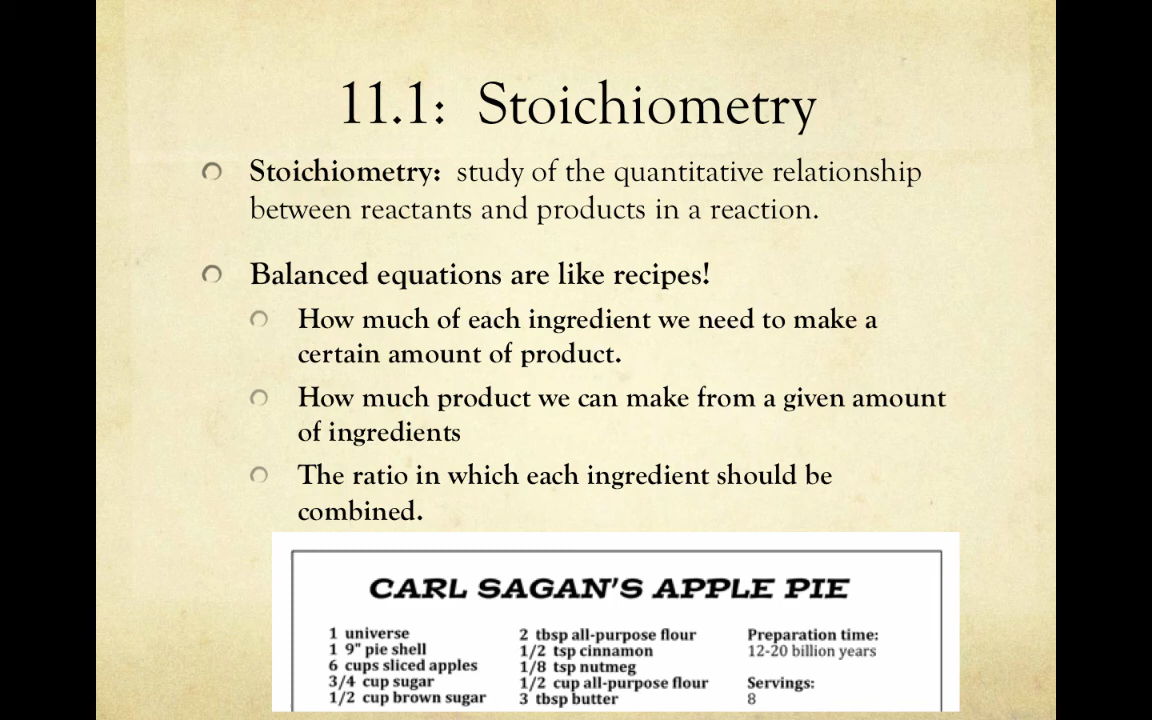 11.1: Stoichiometry
Stoichiometry: study of the quantitative relationship
between reactants and products in a reaction.
Balanced equations are like recipes!
How much of each ingredient we need to make a
certain amount of product.
How much product we can make from a given amount
of ingredients
The ratio in which each ingredient should be
combined.
CARL SAGAN'S APPLE PIE
1 universe
1 9" pie shell
6 cups sliced apples
3/4 cup sugar
1/2 cup brown sugar
2 tbsp all-purpose flour
1/2 tsp cinnamon
1/8 tsp nutmeg
1/2 cup all-purpose flour
3 tbsp butter
Preparation time:
12-20 billion years
Servings:
8